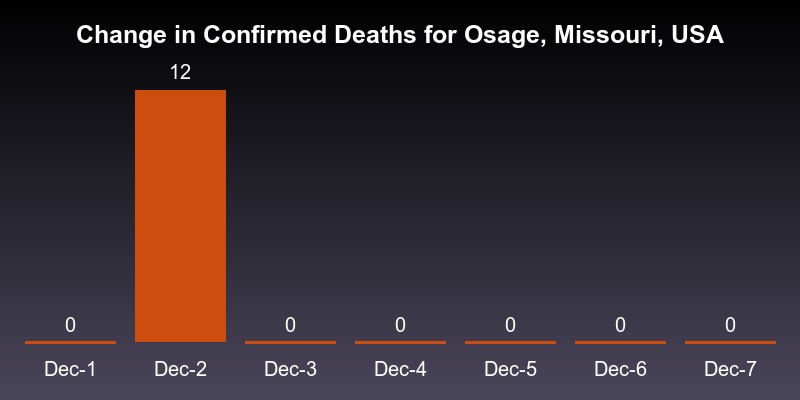 Change in Confirmed Deaths for Osage, Missouri, USA
12
0 0 0 0 0 0
Dec-1 Dec-2 Dec-3 Dec-4 Dec-5 Dec-6 Dec-7